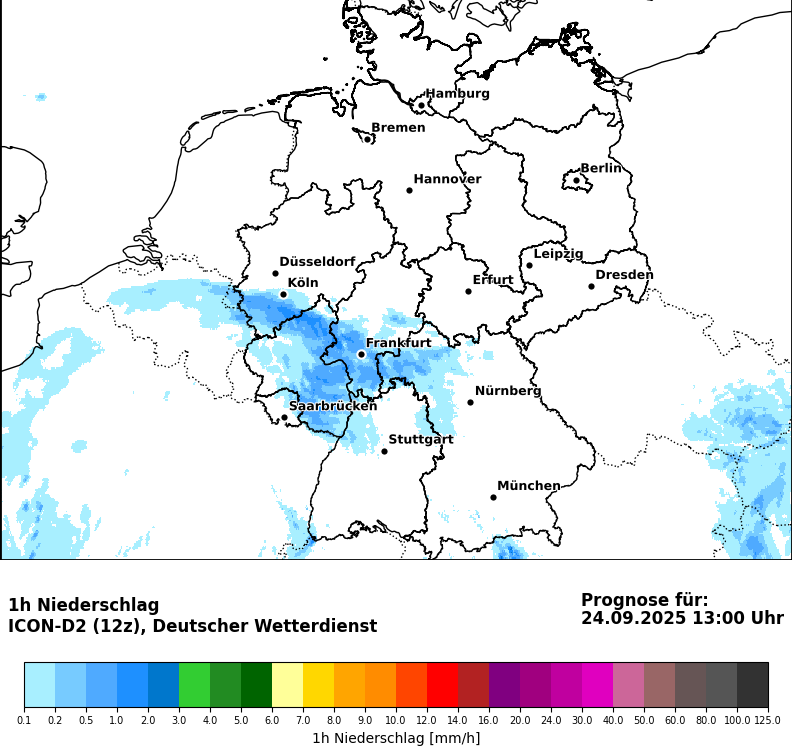 Hamburg
Bremen
Berlin
Hannover
Leipzig
Düsseldorf
Dresden
Köln
Erfurt
Frankfurt
Nürnberg
Saarbrücken
Stuttgart
München
1h Niederschlag
ICON-D2 (12z), Deutscher Wetterdienst
Prognose für:
24.09.2025 13:00 Uhr
0.1 0.2 0.5 1.0 2.0 3.0 4.0 5.0 6.0 7.0 8.0 9.0 10.0 12.0 14.0 16.0 20.0 24.0 30.0 40.0 50.0 60.0 80.0 100.0 125.0
1h Niederschlag [mm/h]